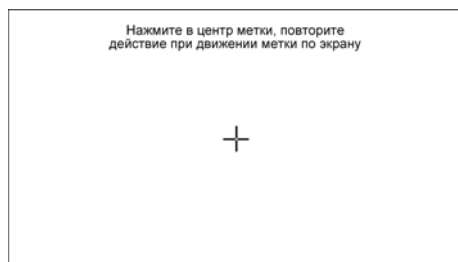 Нажмите в центр метки, повторите
действие при движении метки по экрану